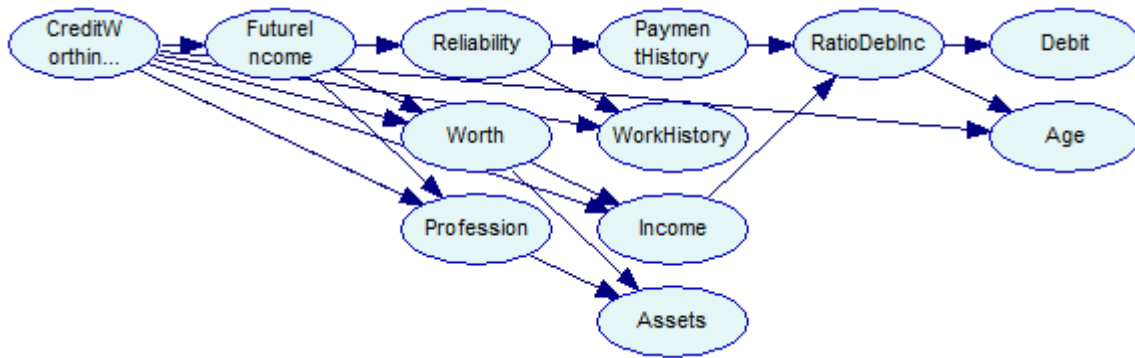 CreditW
orthin...
FutureI
ncome
Reliability
Paymen
tHistory
RatioDebInc
Debit
Worth
WorkHistory
Age
Profession
Income
Assets